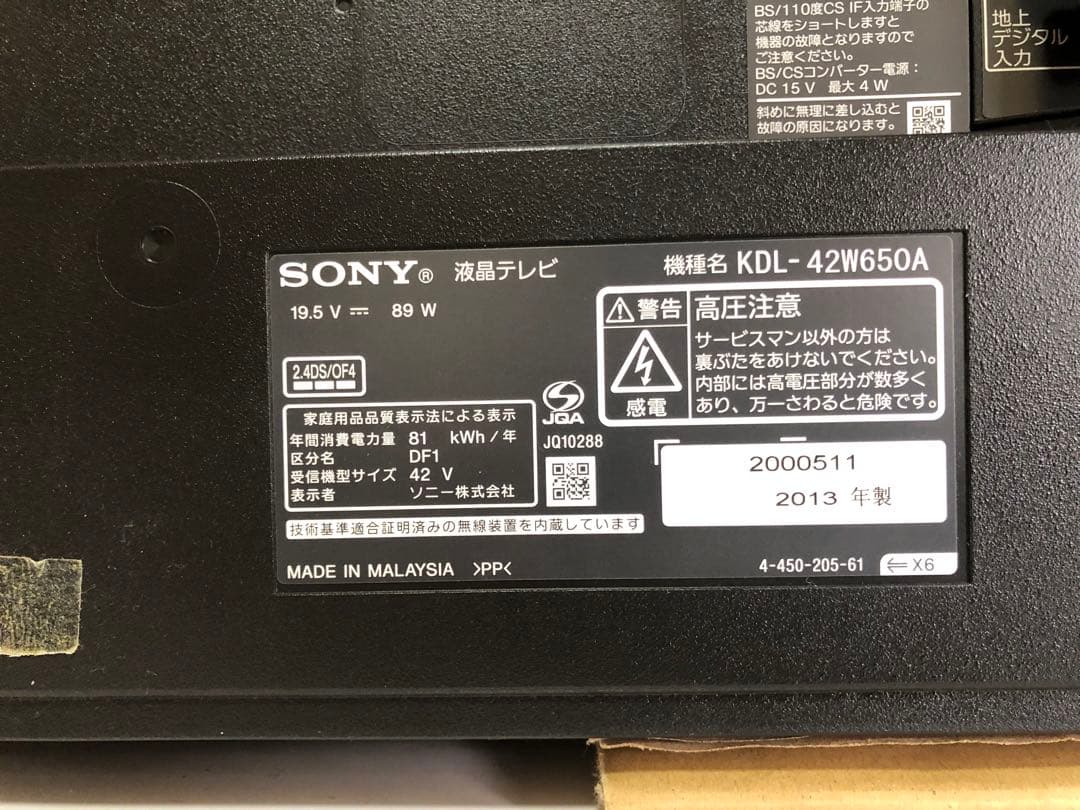 BS/110度CS IF入力端子の
芯線をショートしますと
機器の故障となりますので
ご注意ください。
BS/CSコンバーター電源：
DC 15 V 最大 4 W
斜めに無理に差し込むと
故障の原因になります。
地上
デジタル
入力
SONY® 液晶テレビ
機種名 KDL-42W650A
19.5 V ⎓ 89 W
2.4DS/OF4
⚠警告 高圧注意
サービスマン以外の方は
裏ぶたをあけないでください。
内部には高電圧部分が数多く
あり、万一さわると危険です。
感電
家庭用品品質表示法による表示
年間消費電力量 81 kWh/年
区分名 DF1
受信機型サイズ 42 V
表示者 ソニー株式会社
JQA
JQ10288
2000511
2013 年製
技術基準適合証明済みの無線装置を内蔵しています
MADE IN MALAYSIA >PP<
4-450-205-61 ⇐ X6